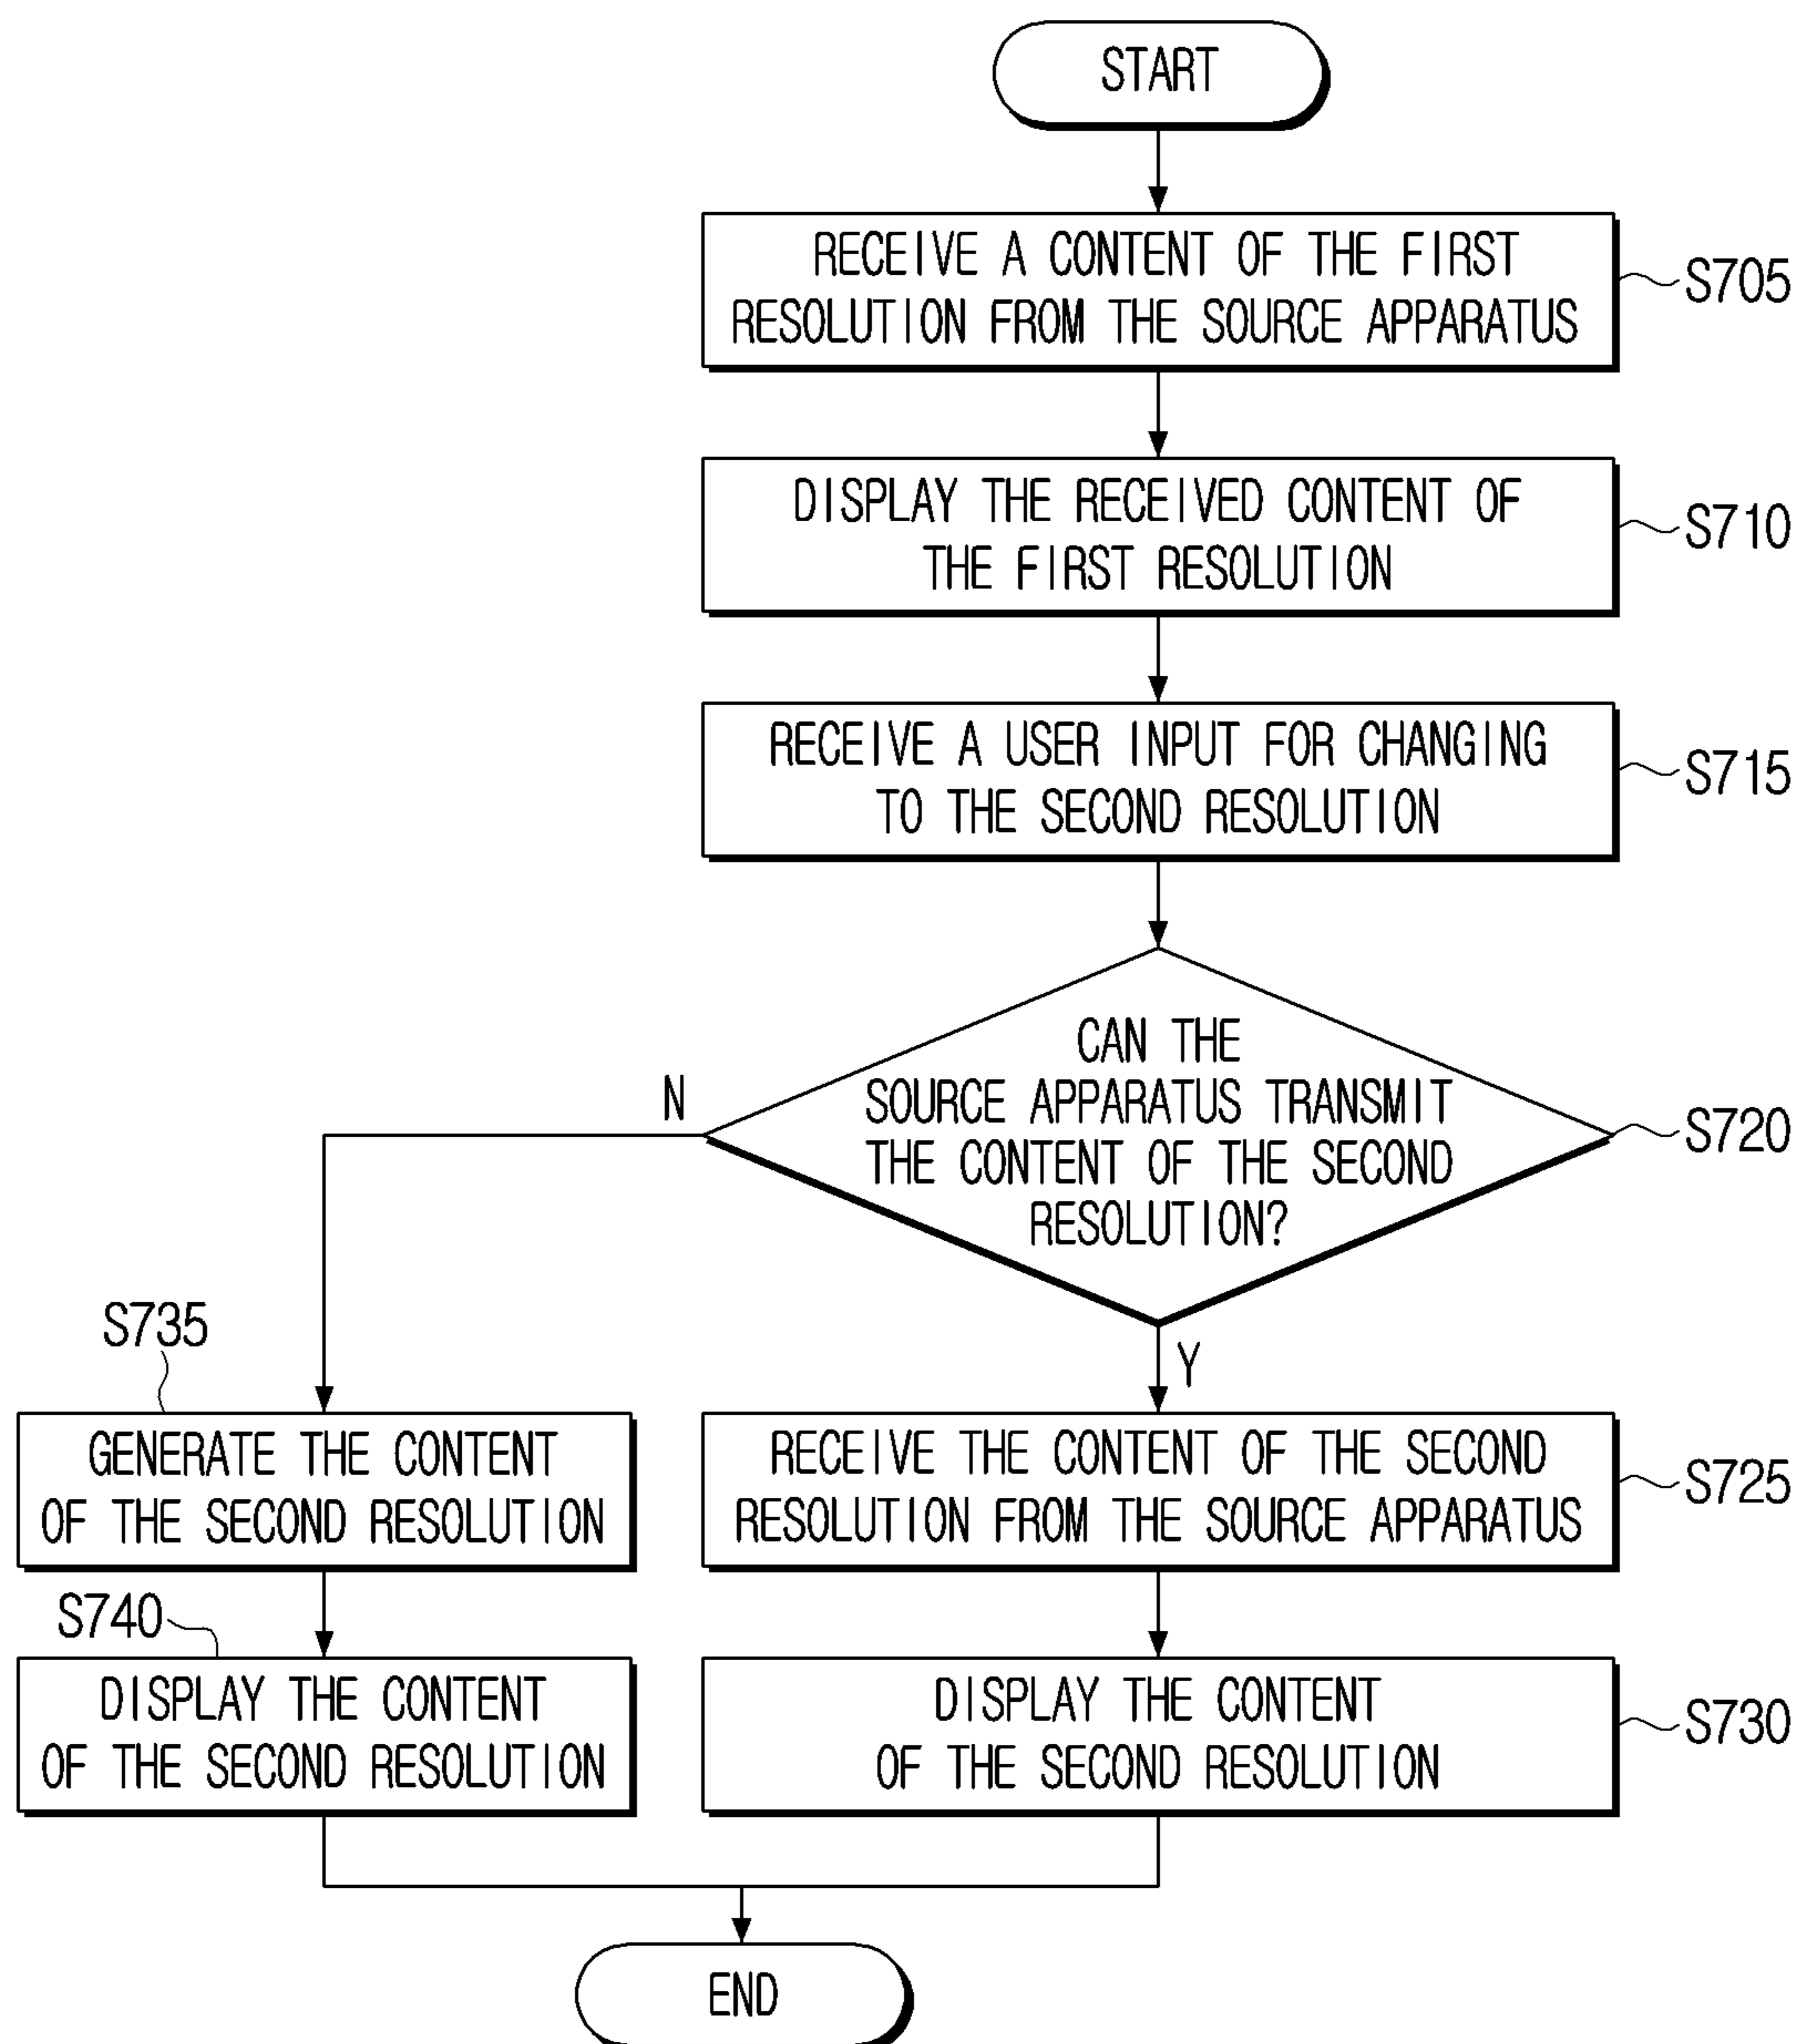 START
RECEIVE A CONTENT OF THE FIRST
RESOLUTION FROM THE SOURCE APPARATUS
S705
DISPLAY THE RECEIVED CONTENT OF
THE FIRST RESOLUTION
S710
RECEIVE A USER INPUT FOR CHANGING
TO THE SECOND RESOLUTION
S715
CAN THE
SOURCE APPARATUS TRANSMIT
THE CONTENT OF THE SECOND
RESOLUTION?
S720
N
Y
S735
GENERATE THE CONTENT
OF THE SECOND RESOLUTION
RECEIVE THE CONTENT OF THE SECOND
RESOLUTION FROM THE SOURCE APPARATUS
S725
S740
DISPLAY THE CONTENT
OF THE SECOND RESOLUTION
DISPLAY THE CONTENT
OF THE SECOND RESOLUTION
S730
END